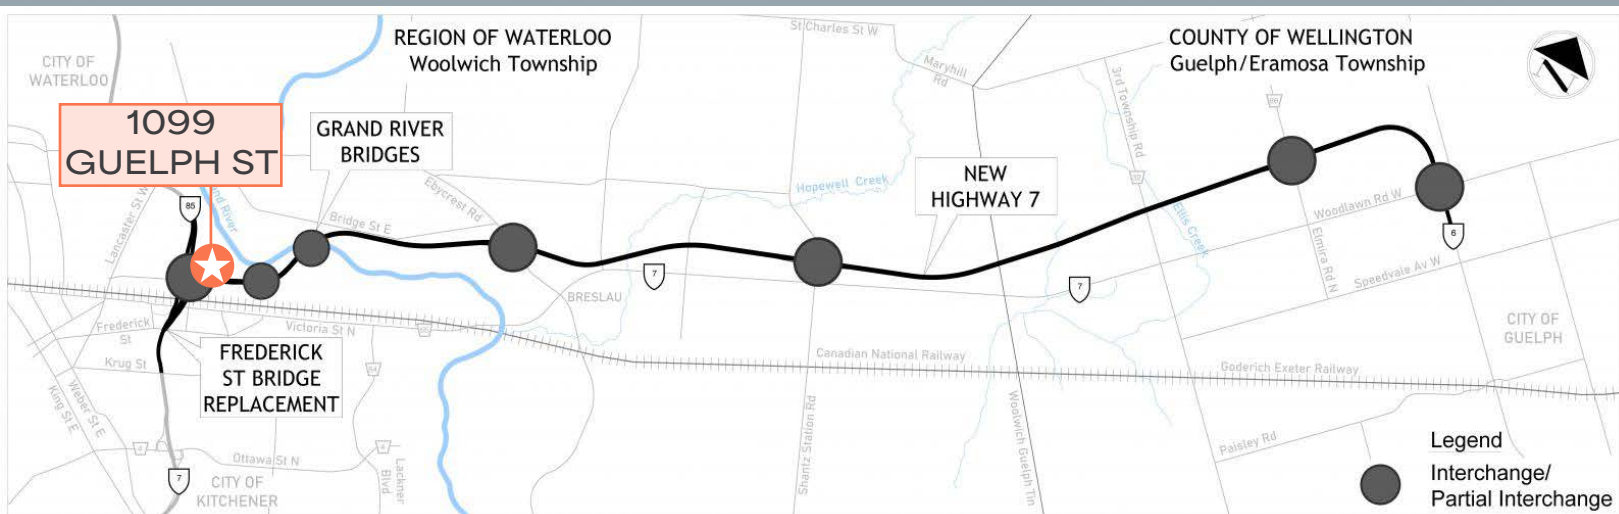 REGION OF WATERLOO
Woolwich Township
COUNTY OF WELLINGTON
Guelph/Eramosa Township
CITY OF
WATERLOO
St Charles St W
Maryhill
Rd
3rd Township Rd
86
N
1099
GUELPH ST
GRAND RIVER
BRIDGES
NEW
HIGHWAY 7
Lancaster St W
85
River
Bridge St E
Ebycrest Rd
Hopewell Creek
Ellis Creek
Woodlawn Rd W
Elmira Rd N
Speedvale Av W
6
7
7
BRESLAU
Frederick
St
Victoria St N
Krug St
FREDERICK
ST BRIDGE
REPLACEMENT
Canadian National Railway
Goderich Exeter Railway
CITY OF
GUELPH
King St E
Weber St E
Ottawa St N
Lackner
Blvd
Shantz Station Rd
Woolwich Guelph Tln
Paisley Rd
7
CITY OF
KITCHENER
Legend
Interchange/
Partial Interchange